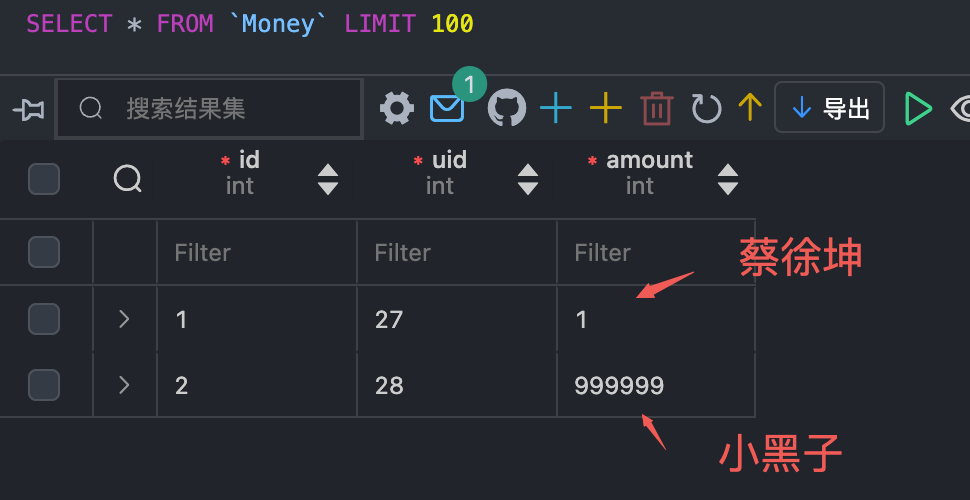 SELECT * FROM `Money` LIMIT 100
搜索结果集 1 导出
* id * uid * amount
int int int
Filter Filter Filter
蔡徐坤
1 27 1
2 28 999999
小黑子